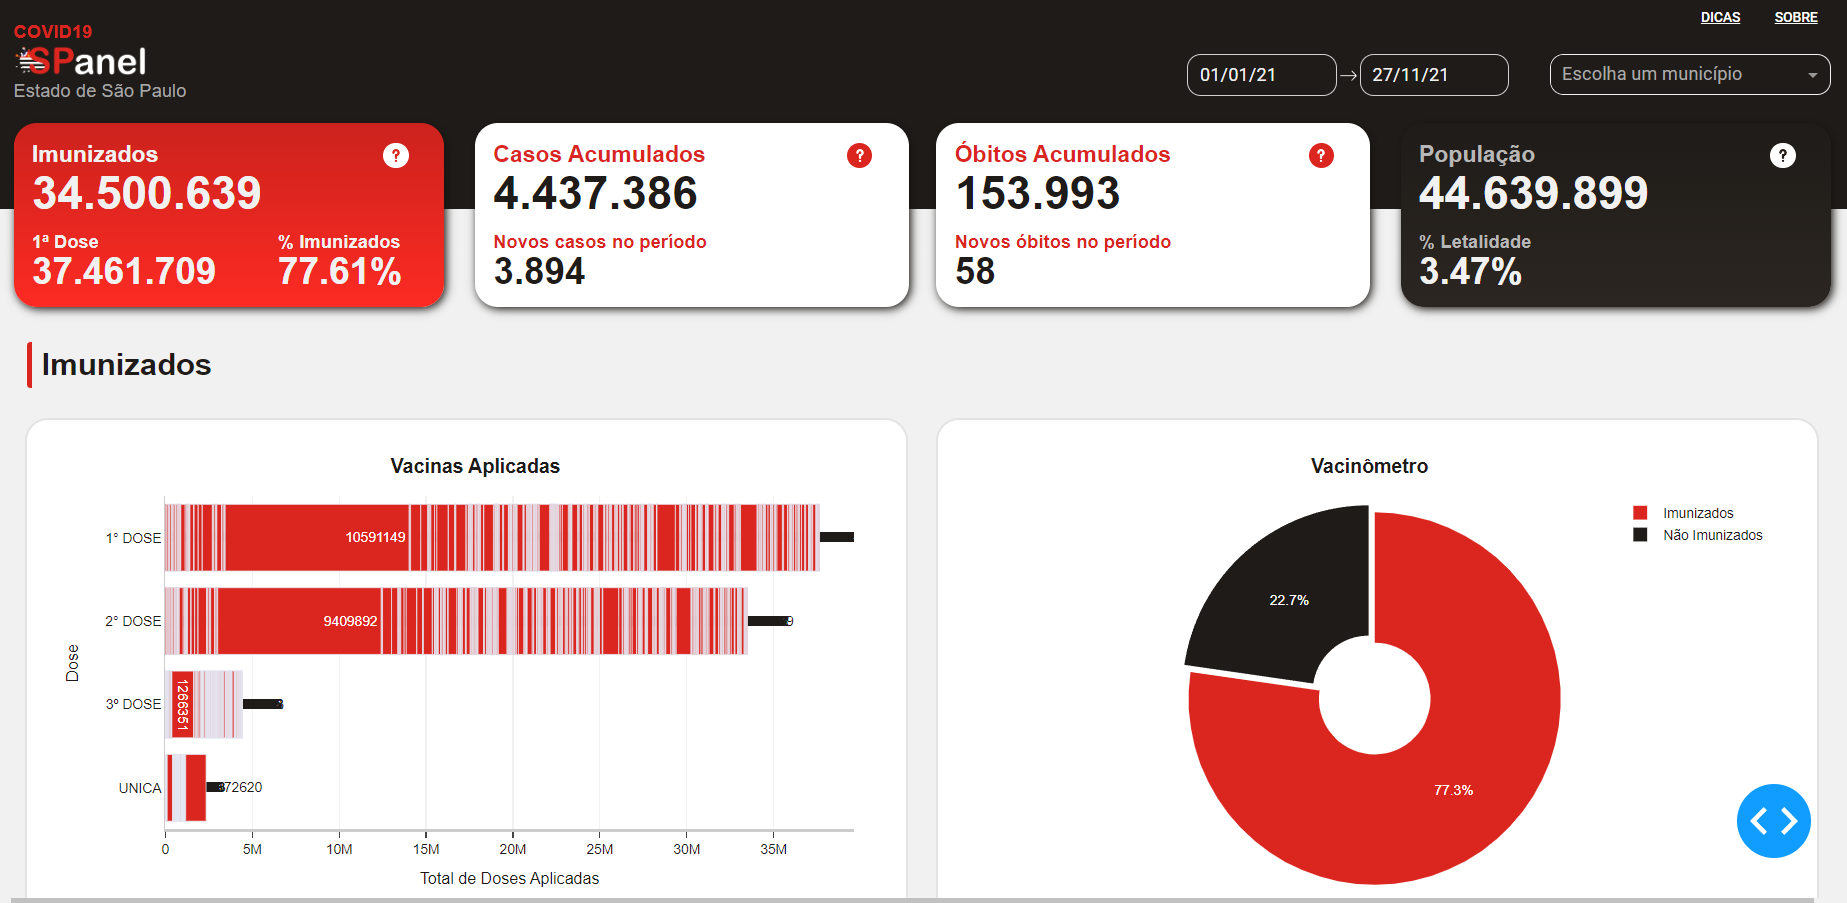 DICAS SOBRE
COVID19
SPanel
Estado de São Paulo
01/01/21 → 27/11/21
Escolha um município
Imunizados ?
34.500.639
1ª Dose % Imunizados
37.461.709 77.61%
Casos Acumulados ?
4.437.386
Novos casos no período
3.894
Óbitos Acumulados ?
153.993
Novos óbitos no período
58
População ?
44.639.899
% Letalidade
3.47%
Imunizados
Vacinas Aplicadas
Dose
1° DOSE 10591149
2° DOSE 9409892
3º DOSE 1266351
UNICA
0 5M 10M 15M 20M 25M 30M 35M
Total de Doses Aplicadas
Vacinômetro
Imunizados
Não Imunizados
22.7%
77.3%